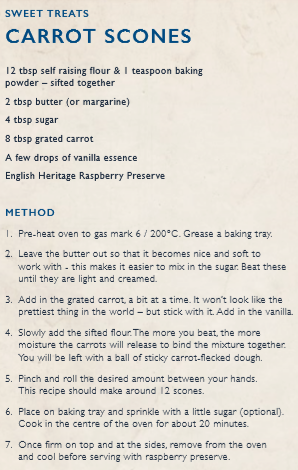 SWEET TREATS
CARROT SCONES
12 tbsp self raising flour & 1 teaspoon baking
powder – sifted together
2 tbsp butter (or margarine)
4 tbsp sugar
8 tbsp grated carrot
A few drops of vanilla essence
English Heritage Raspberry Preserve
METHOD
1. Pre-heat oven to gas mark 6 / 200°C. Grease a baking tray.
2. Leave the butter out so that it becomes nice and soft to
work with - this makes it easier to mix in the sugar. Beat these
until they are light and creamed.
3. Add in the grated carrot, a bit at a time. It won't look like the
prettiest thing in the world – but stick with it. Add in the vanilla.
4. Slowly add the sifted flour. The more you beat, the more
moisture the carrots will release to bind the mixture together.
You will be left with a ball of sticky carrot-flecked dough.
5. Pinch and roll the desired amount between your hands.
This recipe should make around 12 scones.
6. Place on baking tray and sprinkle with a little sugar (optional).
Cook in the centre of the oven for about 20 minutes.
7. Once firm on top and at the sides, remove from the oven
and cool before serving with raspberry preserve.